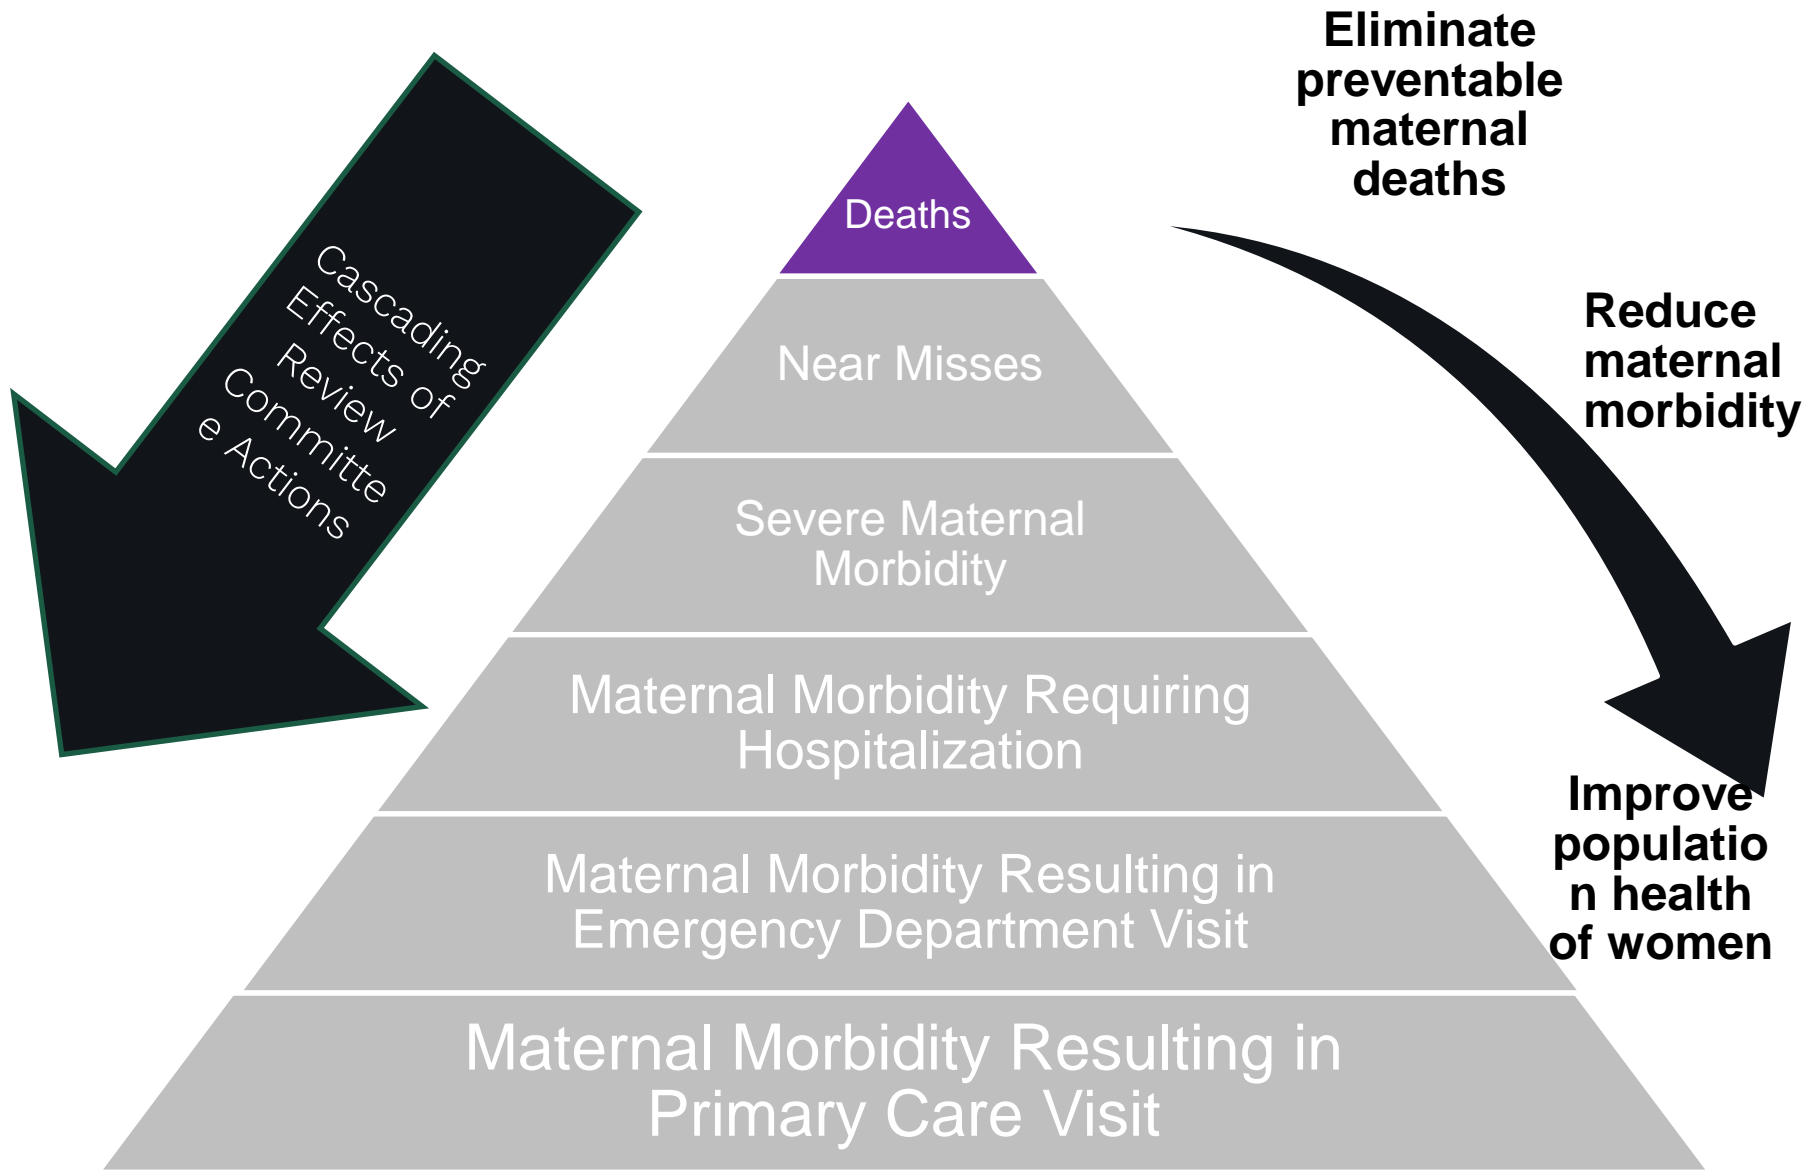 Eliminate
preventable
maternal
deaths
Cascading
Effects of
Review
Committe
e Actions
Deaths
Reduce
maternal
morbidity
Near Misses
Severe Maternal
Morbidity
Maternal Morbidity Requiring
Hospitalization
Improve
populatio
n health
of women
Maternal Morbidity Resulting in
Emergency Department Visit
Maternal Morbidity Resulting in
Primary Care Visit